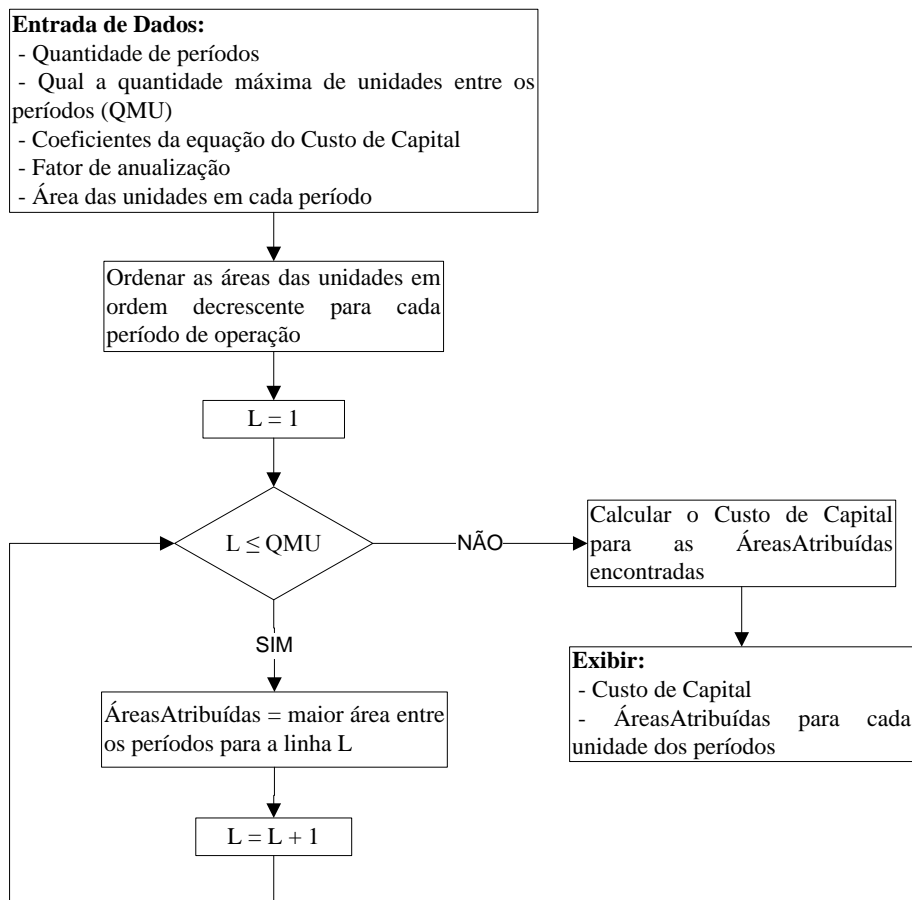 Entrada de Dados:
- Quantidade de períodos
- Qual a quantidade máxima de unidades entre os
períodos (QMU)
- Coeficientes da equação do Custo de Capital
- Fator de anualização
- Área das unidades em cada período
Ordenar as áreas das unidades em
ordem decrescente para cada
período de operação
L = 1
L ≤ QMU
NÃO
Calcular o Custo de Capital
para as ÁreasAtribuídas
encontradas
SIM
Exibir:
- Custo de Capital
- ÁreasAtribuídas para cada
unidade dos períodos
ÁreasAtribuídas = maior área entre
os períodos para a linha L
L = L + 1